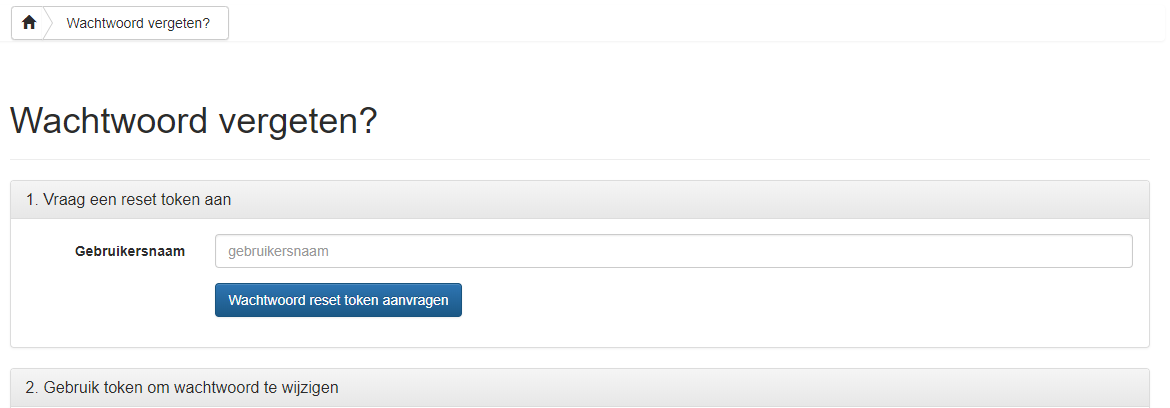 Wachtwoord vergeten?
Wachtwoord vergeten?
1. Vraag een reset token aan
Gebruikersnaam
gebruikersnaam
Wachtwoord reset token aanvragen
2. Gebruik token om wachtwoord te wijzigen